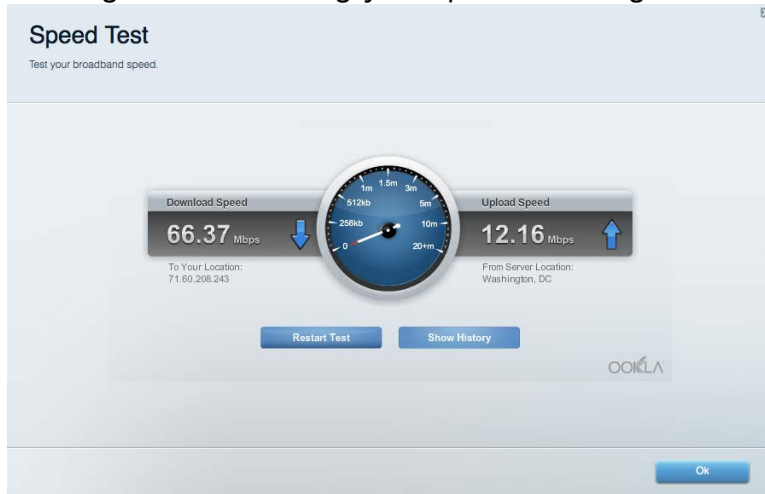 Speed Test
Test your broadband speed.
Download Speed
66.37 Mbps
To Your Location:
71.60.208.243
0
256kb
512kb
1m
1.5m
3m
5m
10m
20+m
Upload Speed
12.16 Mbps
From Server Location:
Washington, DC
Restart Test
Show History
OOKLA
Ok